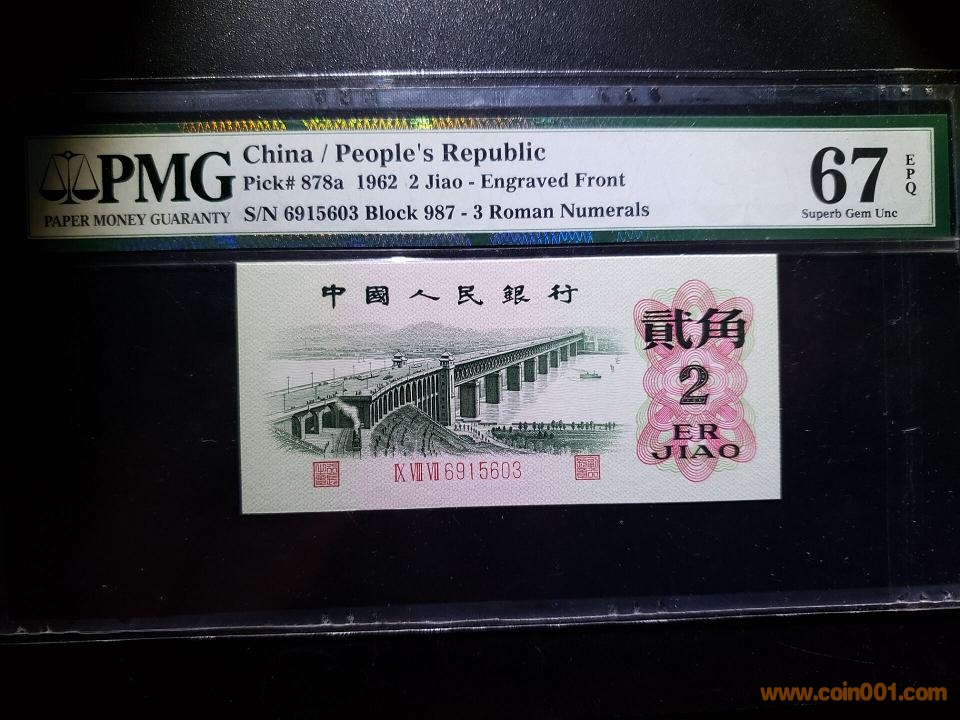 PMG
PAPER MONEY GUARANTY
China / People's Republic
Pick# 878a 1962 2 Jiao - Engraved Front
S/N 6915603 Block 987 - 3 Roman Numerals
67
EPQ
Superb Gem Unc
中國人民銀行
貳角
2
ER
JIAO
IX VIII VII 6915603
www.coin001.com